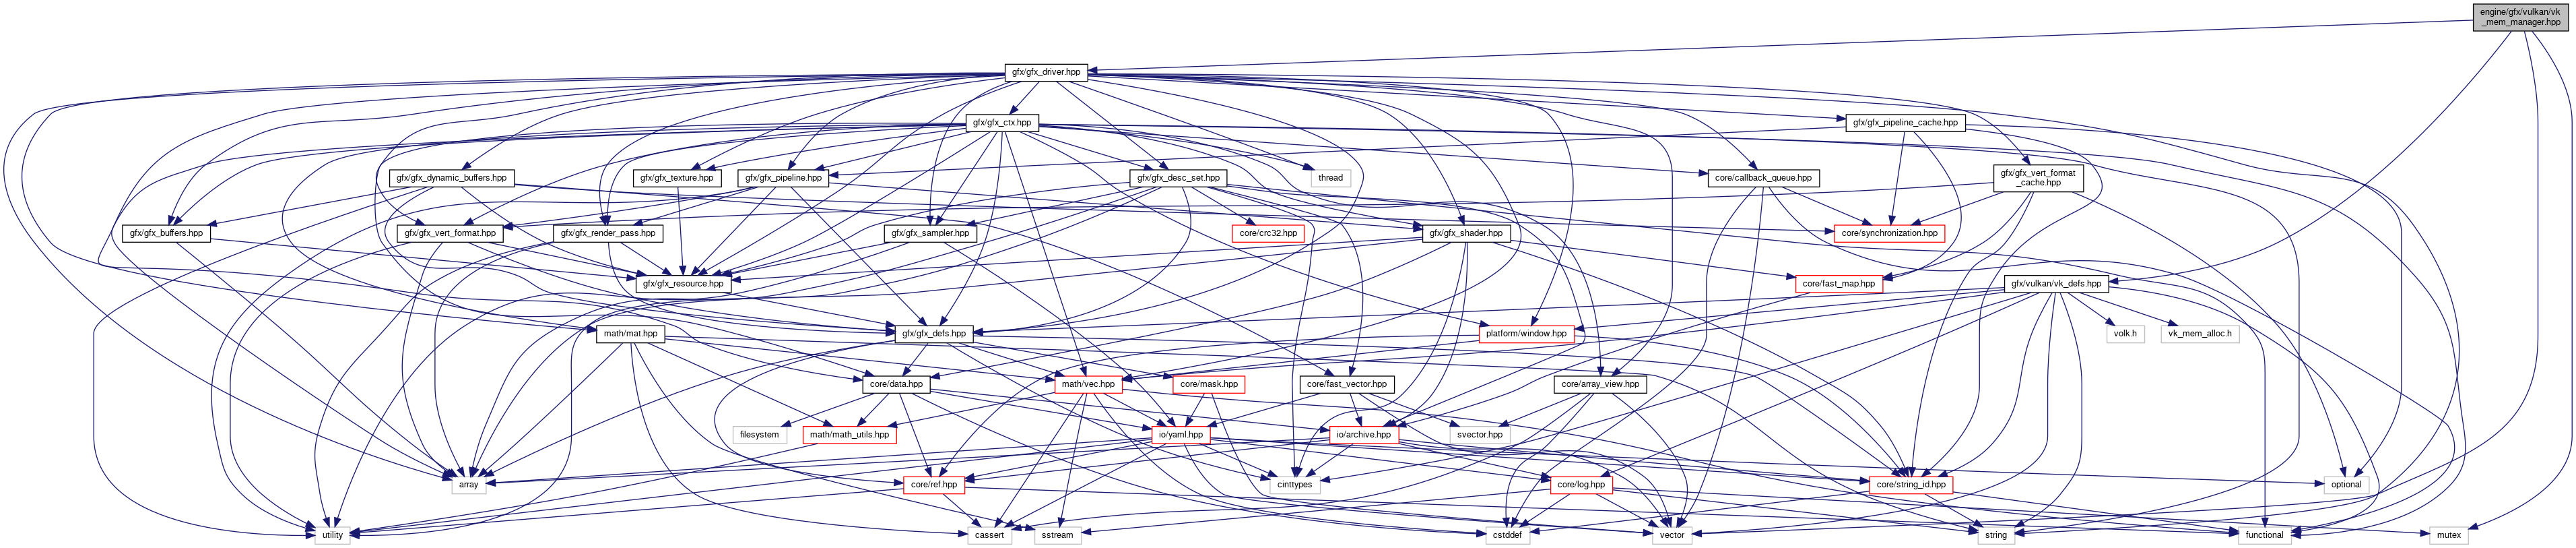 engine/gfx/vulkan/vk
_mem_manager.hpp
gfx/gfx_driver.hpp
gfx/gfx_ctx.hpp
gfx/gfx_pipeline_cache.hpp
gfx/gfx_dynamic_buffers.hpp
gfx/gfx_texture.hpp
gfx/gfx_pipeline.hpp
gfx/gfx_desc_set.hpp
thread
core/callback_queue.hpp
gfx/gfx_vert_format
_cache.hpp
gfx/gfx_buffers.hpp
gfx/gfx_vert_format.hpp
gfx/gfx_render_pass.hpp
gfx/gfx_sampler.hpp
core/crc32.hpp
gfx/gfx_shader.hpp
core/synchronization.hpp
gfx/gfx_resource.hpp
core/fast_map.hpp
gfx/vulkan/vk_defs.hpp
math/mat.hpp
gfx/gfx_defs.hpp
platform/window.hpp
volk.h
vk_mem_alloc.h
core/data.hpp
math/vec.hpp
core/mask.hpp
core/fast_vector.hpp
core/array_view.hpp
filesystem
math/math_utils.hpp
io/yaml.hpp
io/archive.hpp
svector.hpp
array
core/ref.hpp
cinttypes
core/log.hpp
core/string_id.hpp
optional
utility
cassert
sstream
cstddef
vector
string
functional
mutex